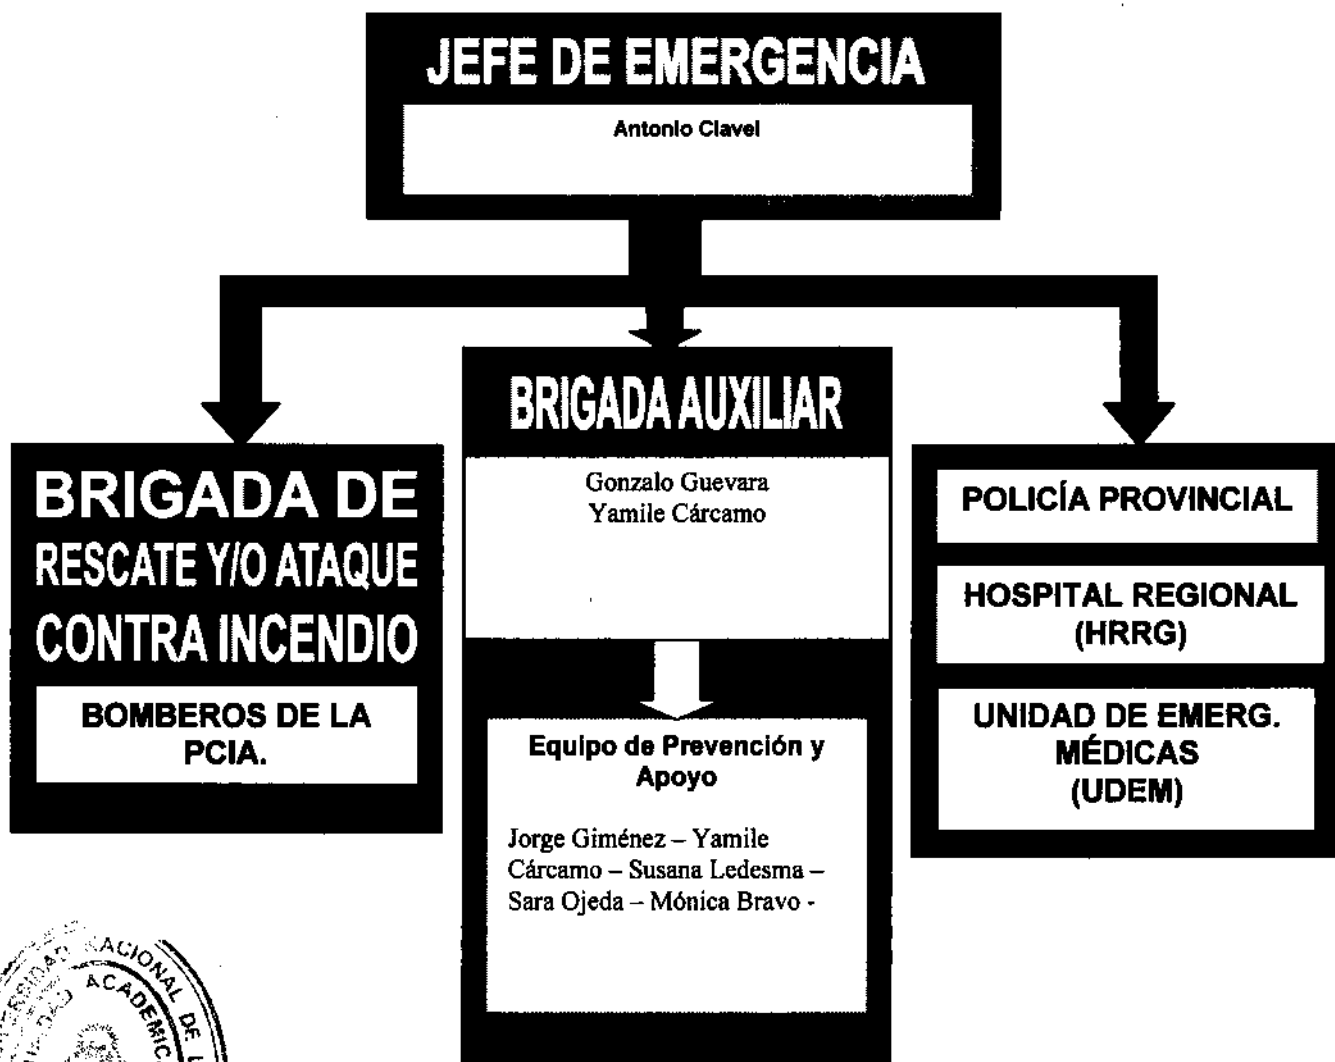 JEFE DE EMERGENCIA
Antonio Clavel
BRIGADA DE
RESCATE Y/O ATAQUE
CONTRA INCENDIO
BOMBEROS DE LA
PCIA.
BRIGADA AUXILIAR
Gonzalo Guevara
Yamile Cárcamo
Equipo de Prevención y
Apoyo
Jorge Giménez – Yamile
Cárcamo – Susana Ledesma –
Sara Ojeda – Mónica Bravo -
POLICÍA PROVINCIAL
HOSPITAL REGIONAL
(HRRG)
UNIDAD DE EMERG.
MÉDICAS
(UDEM)
NACIONAL DE